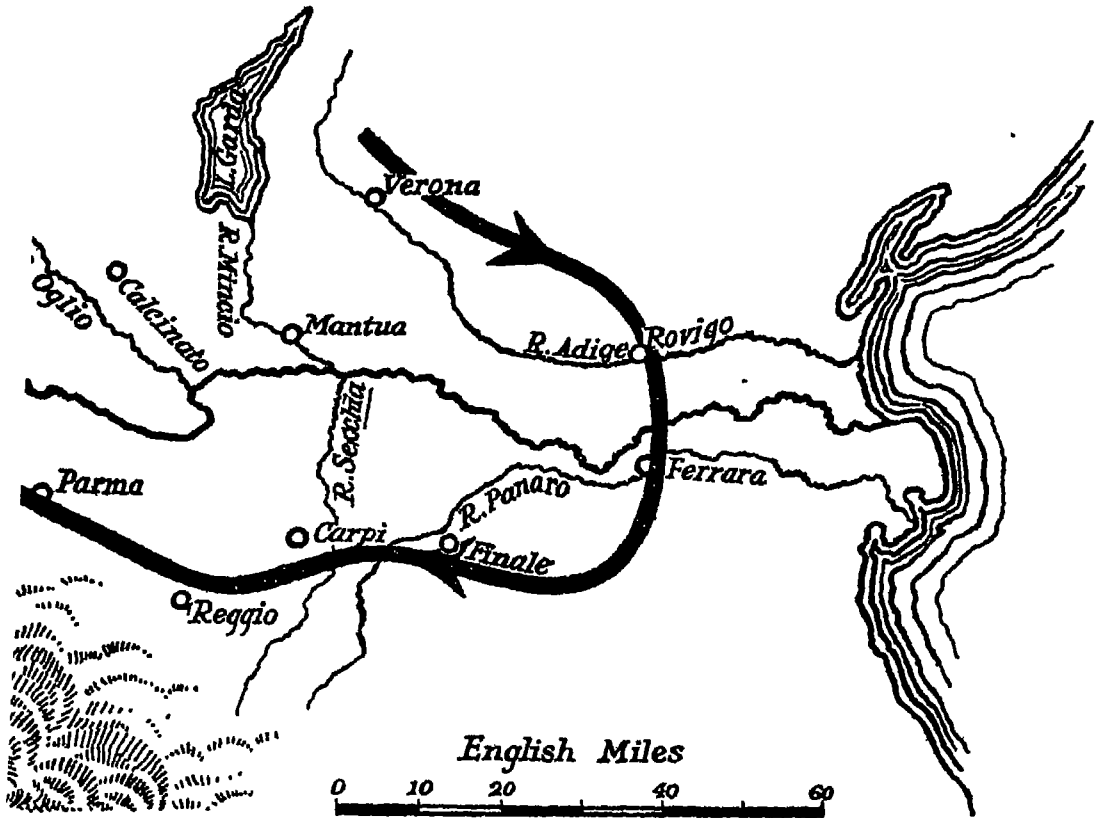 L. Garda
Verona
R. Mincio
Oglio
Calcinato
Mantua
R. Adige
Rovigo
R. Secchia
Parma
R. Panaro
Ferrara
Carpi
Finale
Reggio
English Miles
0 10 20 40 60